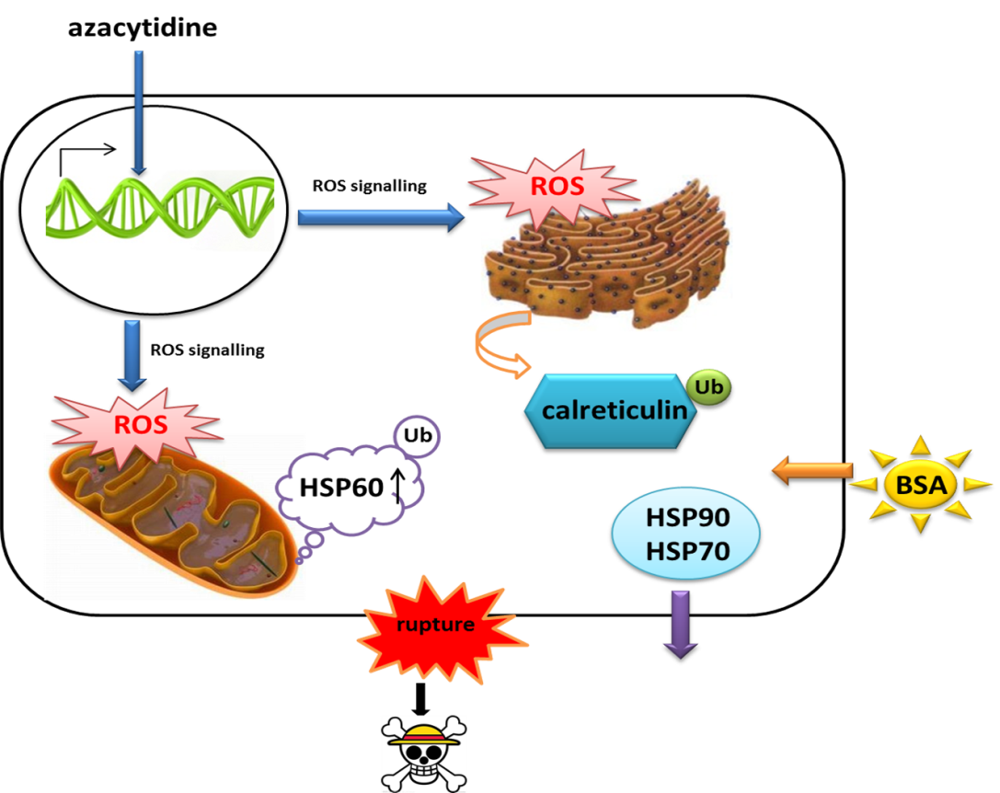 azacytidine
ROS signalling
ROS
ROS signalling
ROS
calreticulin
Ub
Ub
HSP60
BSA
HSP90
HSP70
rupture